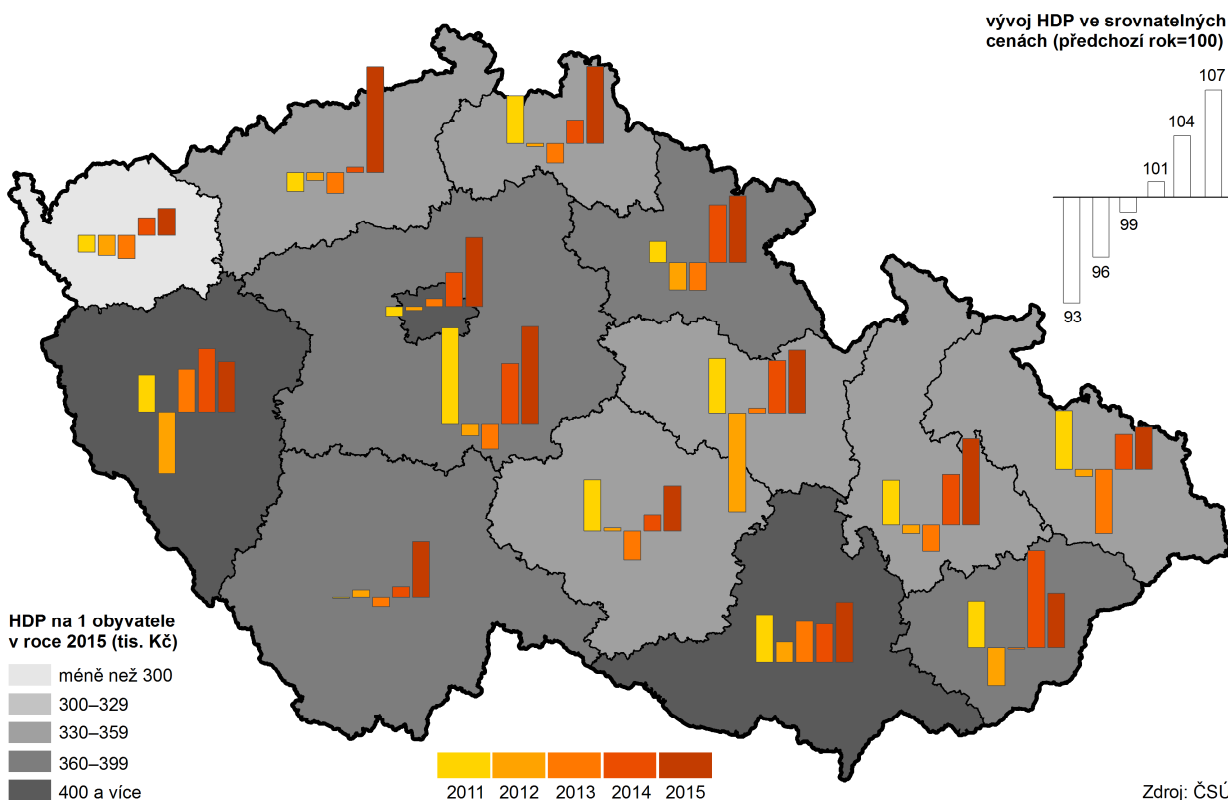 vývoj HDP ve srovnatelných
cenách (předchozí rok=100)
107
104
101
99
96
93
HDP na 1 obyvatele
v roce 2015 (tis. Kč)
méně než 300
300–329
330–359
360–399
400 a více
2011 2012 2013 2014 2015
Zdroj: ČSÚ